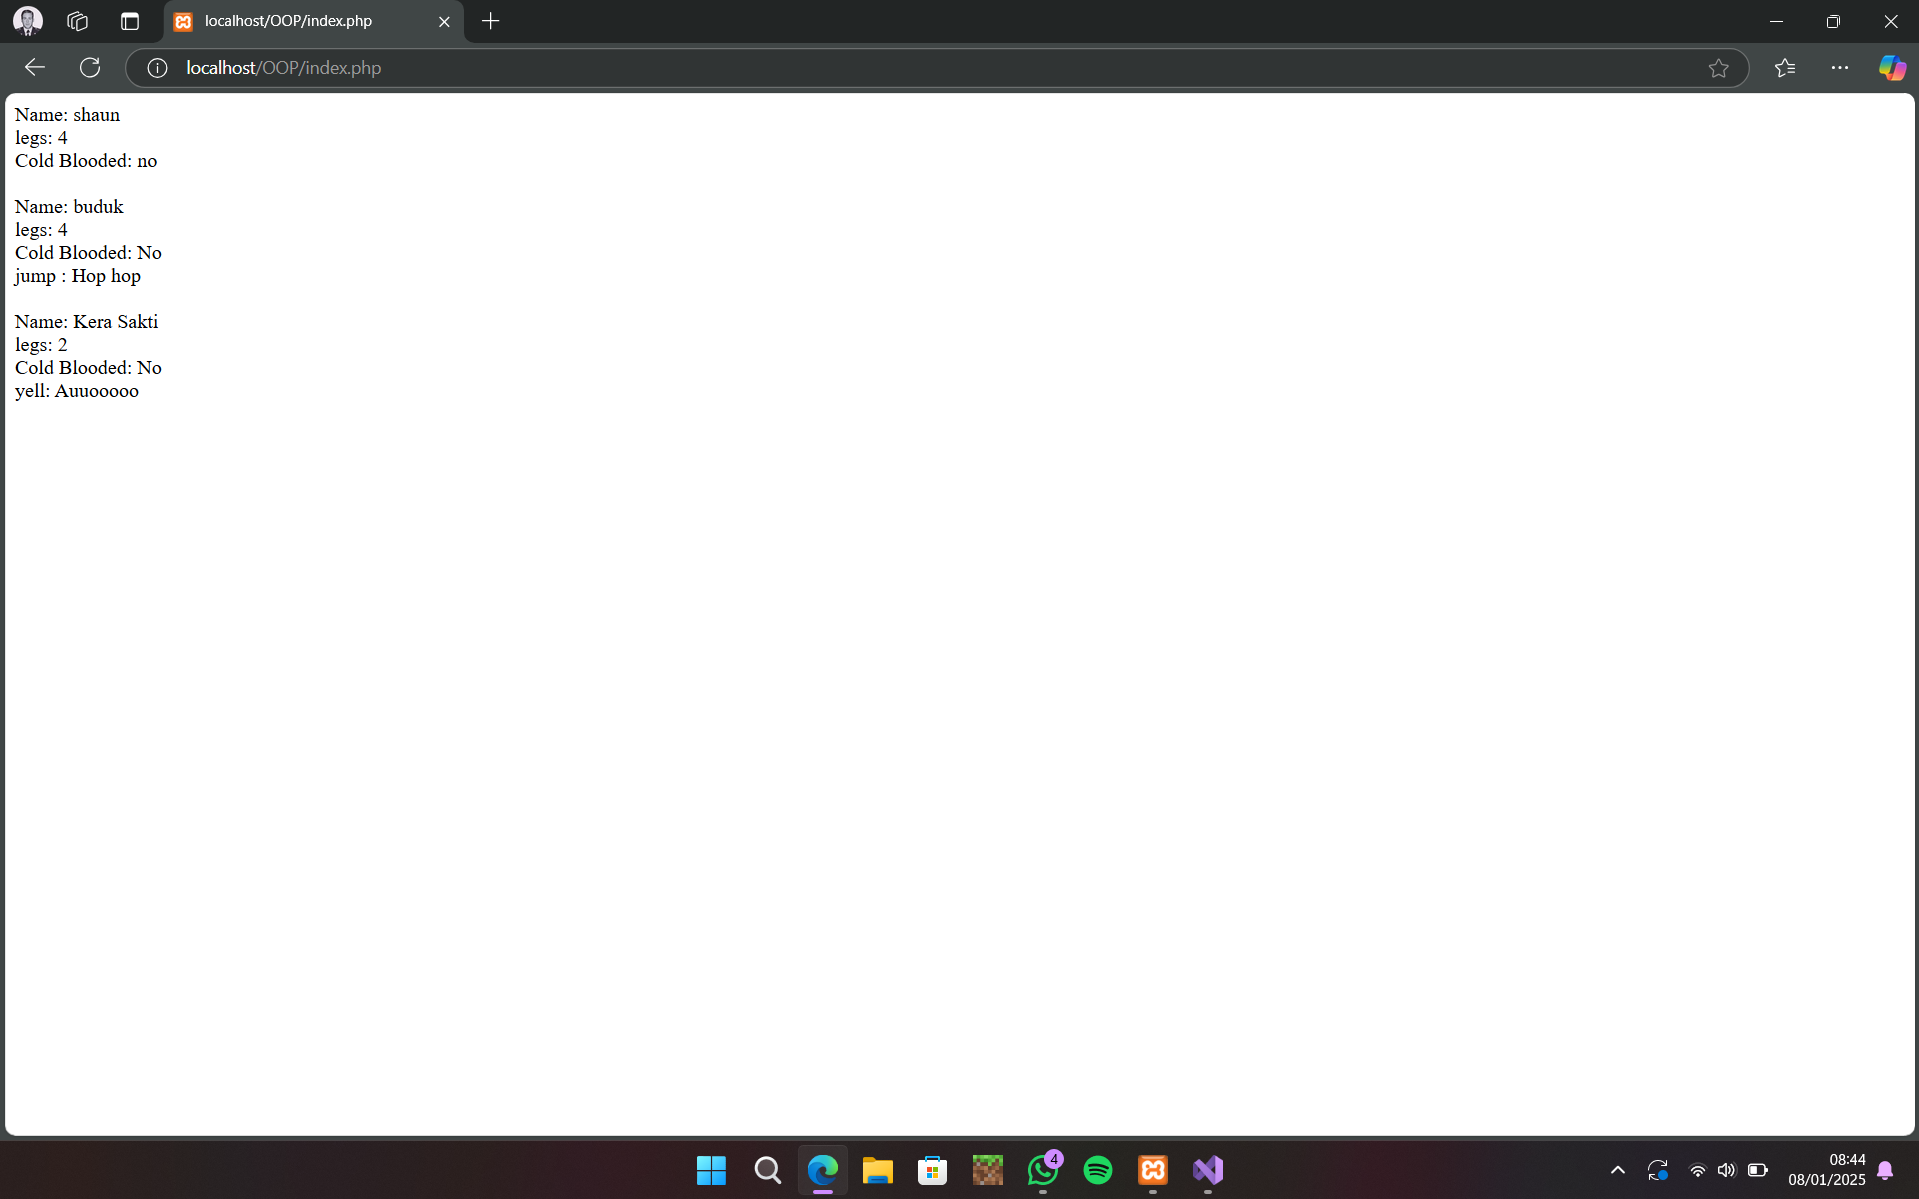 localhost/OOP/index.php
localhost/OOP/index.php
Name: shaun
legs: 4
Cold Blooded: no
Name: buduk
legs: 4
Cold Blooded: No
jump : Hop hop
Name: Kera Sakti
legs: 2
Cold Blooded: No
yell: Auuooooo
4
08:44
08/01/2025